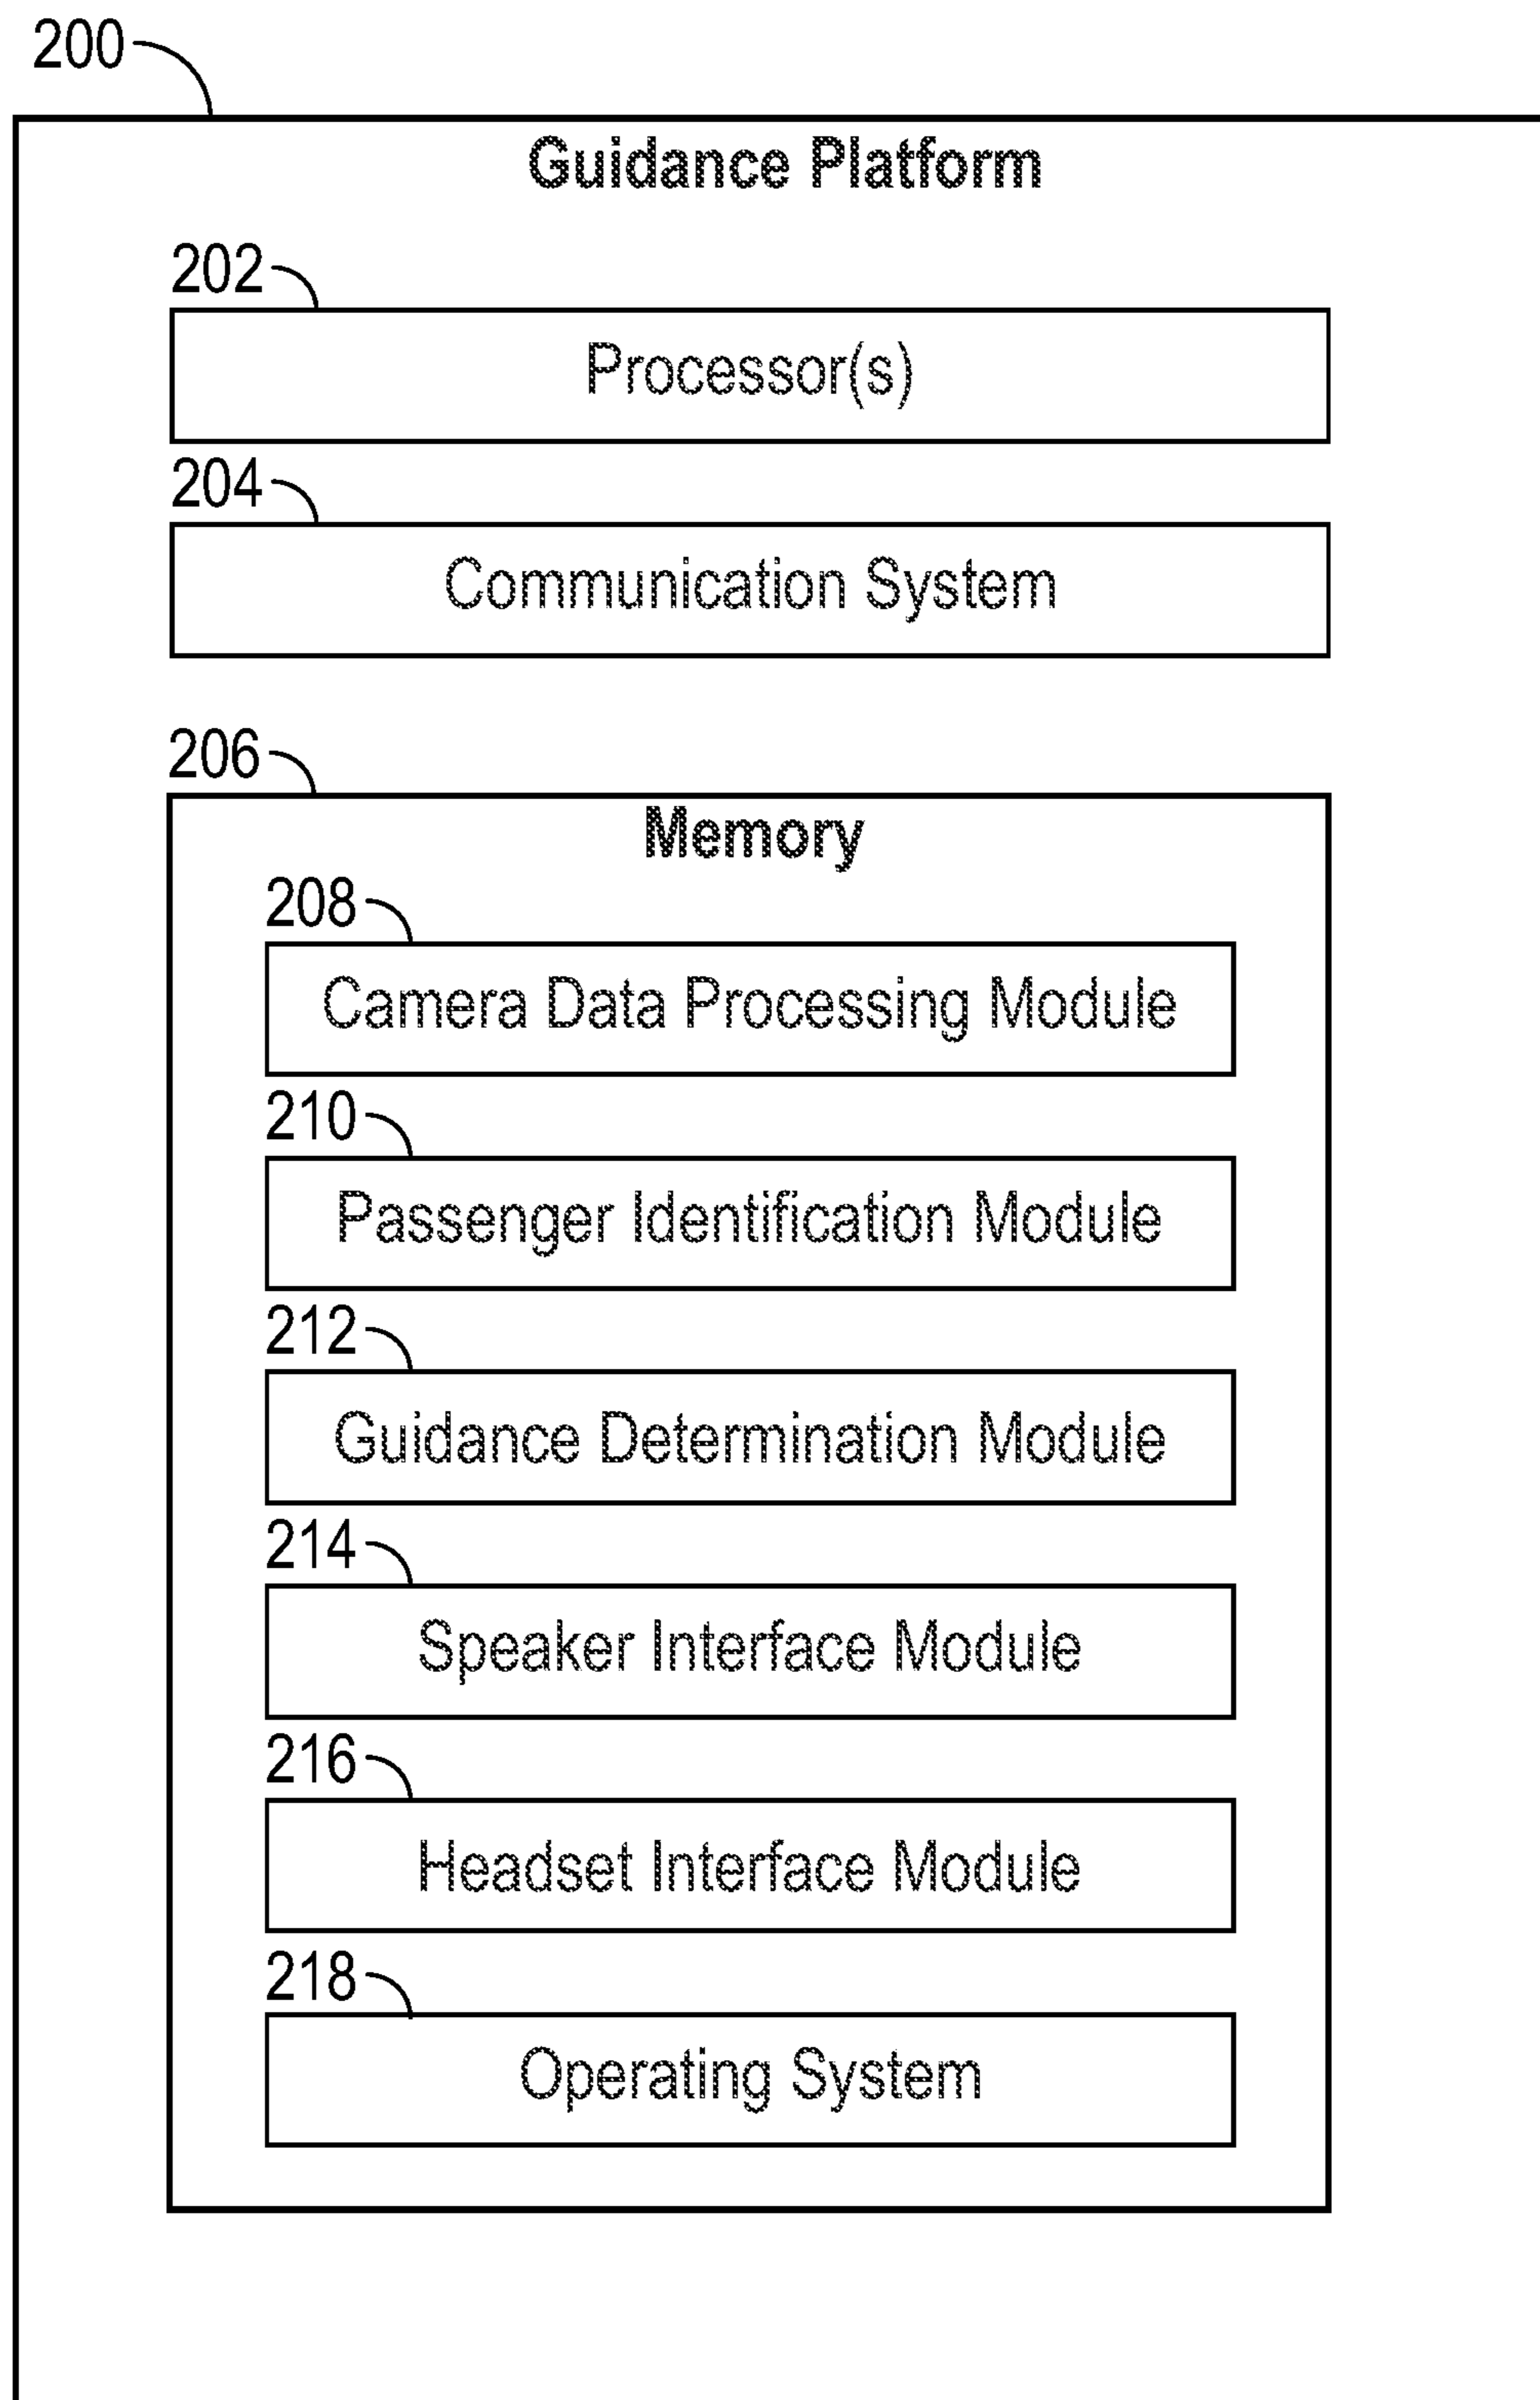 200
Guidance Platform
202
Processor(s)
204
Communication System
206
Memory
208
Camera Data Processing Module
210
Passenger Identification Module
212
Guidance Determination Module
214
Speaker Interface Module
216
Headset Interface Module
218
Operating System